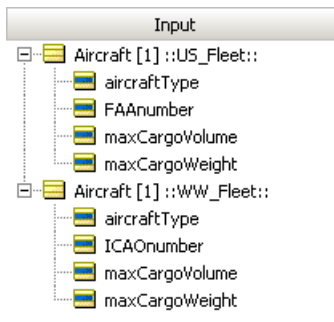 Input
Aircraft [1] ::US_Fleet::
aircraftType
FAAnumber
maxCargoVolume
maxCargoWeight
Aircraft [1] ::WW_Fleet::
aircraftType
ICAOnumber
maxCargoVolume
maxCargoWeight